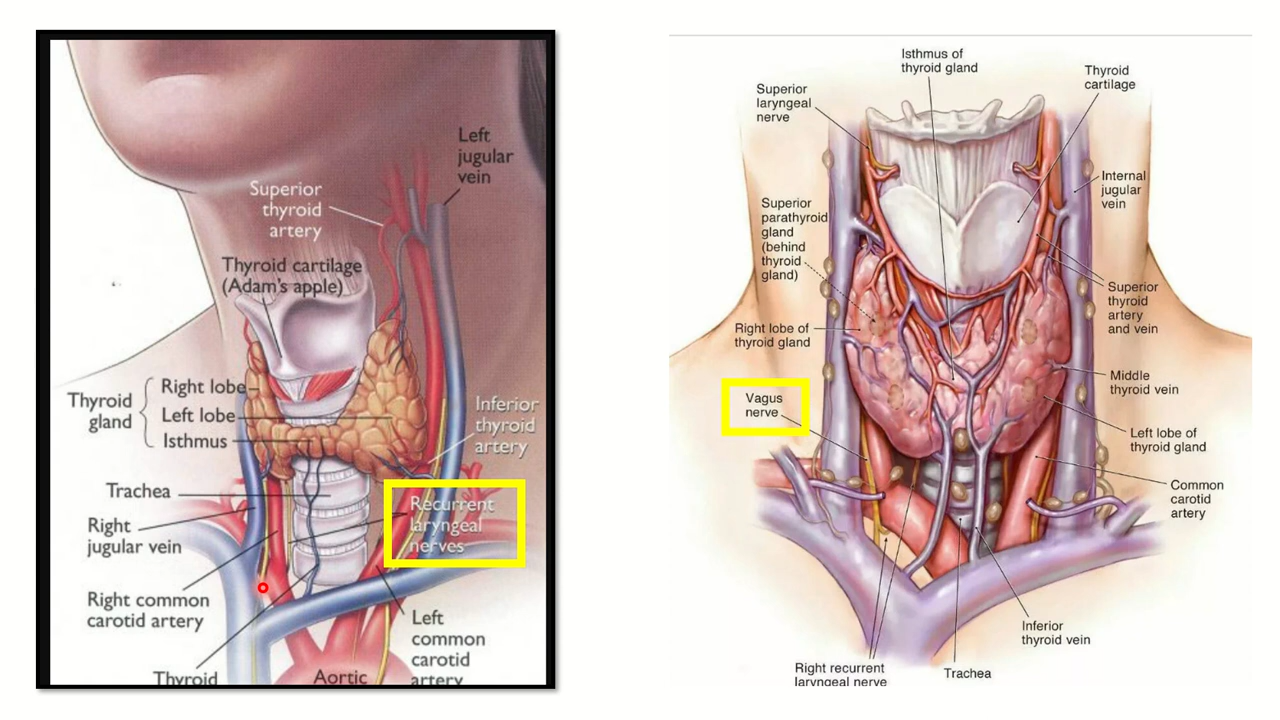 Left
jugular
vein
Superior
thyroid
artery
Thyroid cartilage
(Adam's apple)
Thyroid
gland
Right lobe
Left lobe
Isthmus
Inferior
thyroid
artery
Trachea
Recurrent
laryngeal
nerves
Right
jugular vein
Right common
carotid artery
Left
common
carotid
artery
Thyroid
Aortic
Isthmus of
thyroid gland
Thyroid
cartilage
Superior
laryngeal
nerve
Internal
jugular
vein
Superior
parathyroid
gland
(behind
thyroid
gland)
Superior
thyroid
artery
and vein
Right lobe of
thyroid gland
Middle
thyroid vein
Vagus
nerve
Left lobe of
thyroid gland
Common
carotid
artery
Inferior
thyroid vein
Right recurrent
laryngeal nerve
Trachea